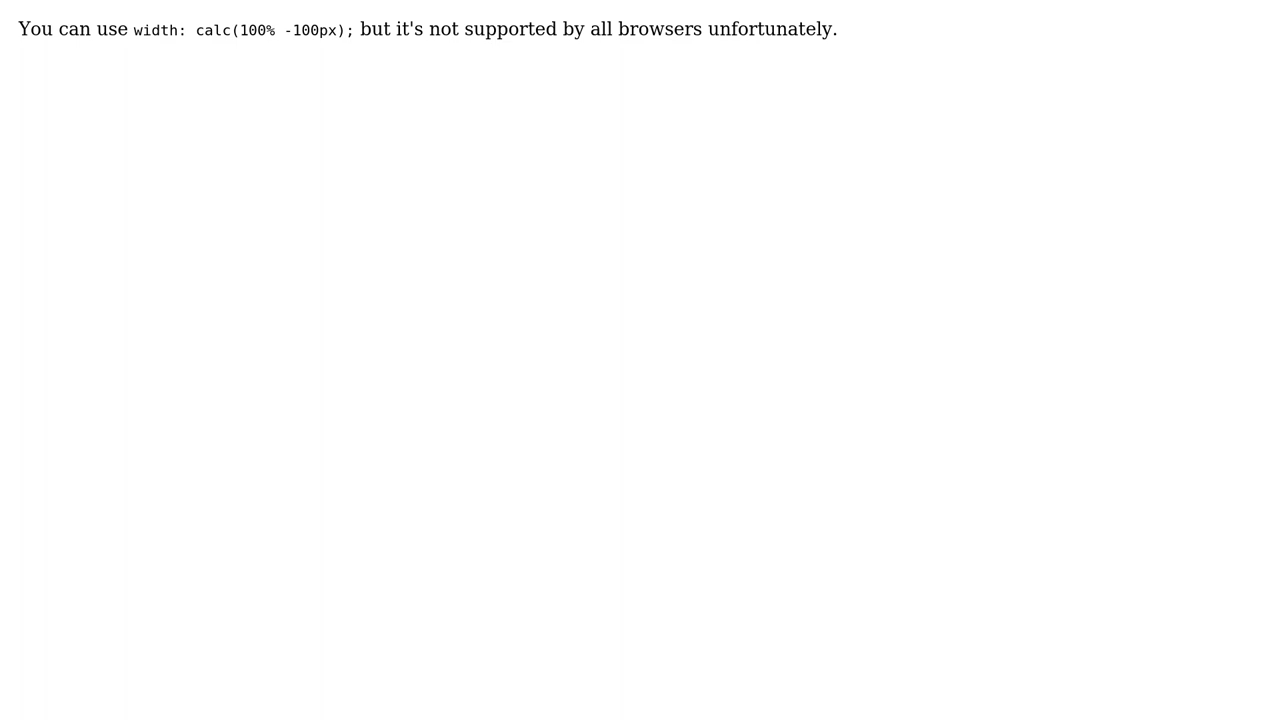 You can use width: calc(100% -100px); but it's not supported by all browsers unfortunately.